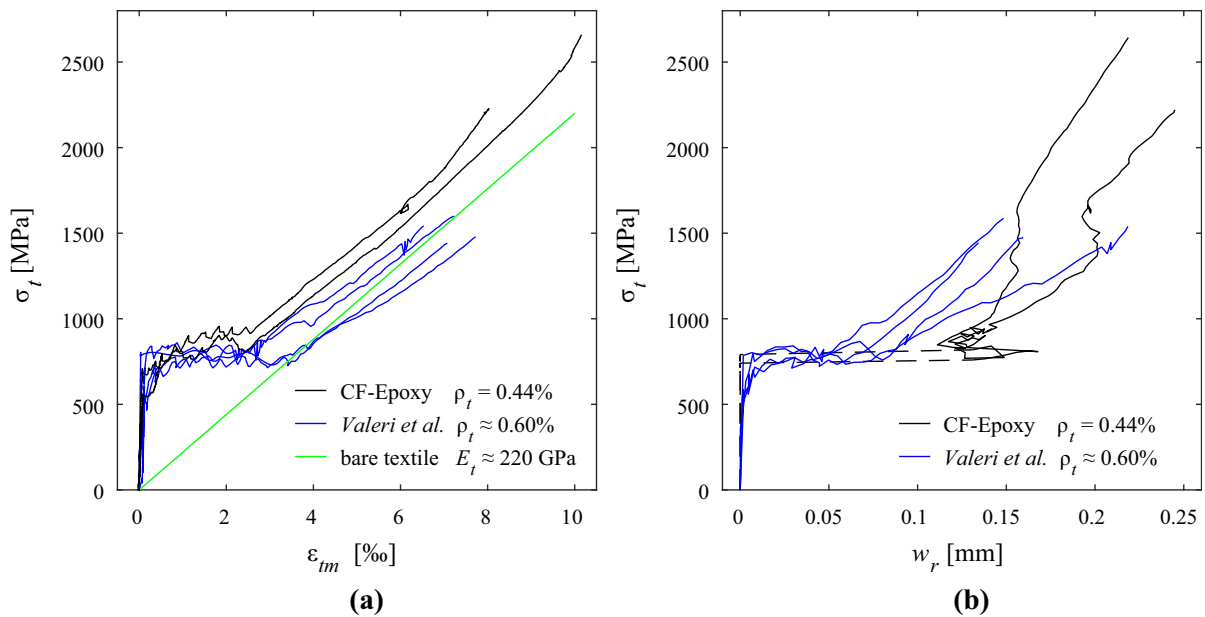 2500
2000
1500
1000
500
0
σt [MPa]
CF-Epoxy ρt = 0.44%
Valeri et al. ρt ≈ 0.60%
bare textile Et ≈ 220 GPa
0 2 4 6 8 10
εtm [‰]
(a)
2500
2000
1500
1000
500
0
σt [MPa]
CF-Epoxy ρt = 0.44%
Valeri et al. ρt ≈ 0.60%
0 0.05 0.1 0.15 0.2 0.25
wr [mm]
(b)